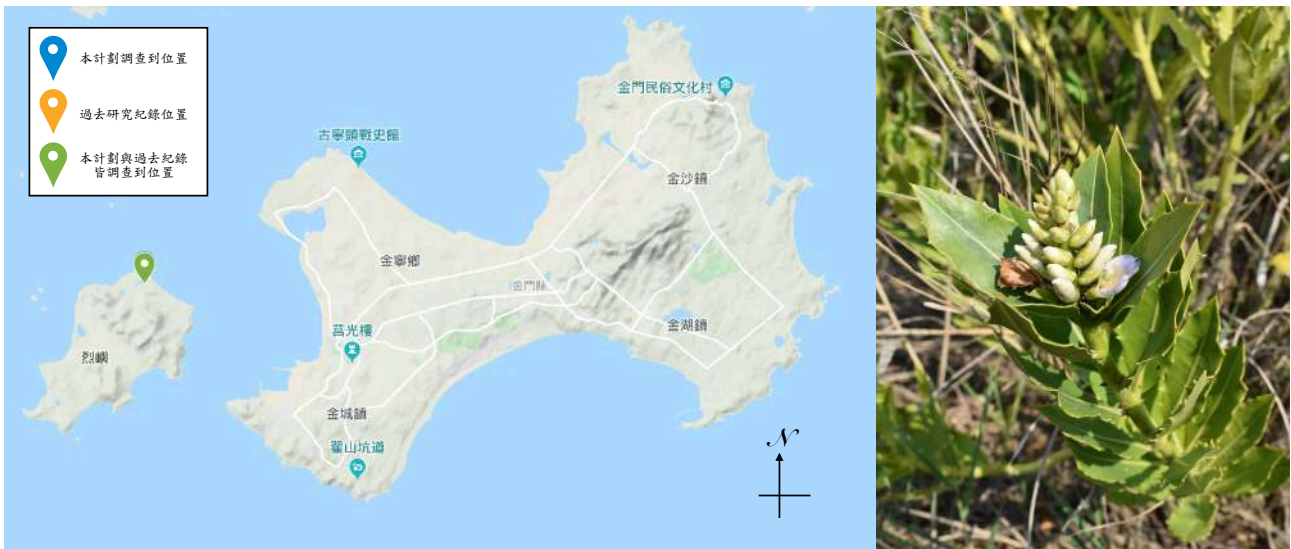 本計劃調查到位置
過去研究紀錄位置
本計劃與過去紀錄
皆調查到位置
金門民俗文化村
古寧頭戰史館
金沙鎮
金寧鄉
金門縣
金湖鎮
莒光樓
烈嶼
金城鎮
翟山坑道
N